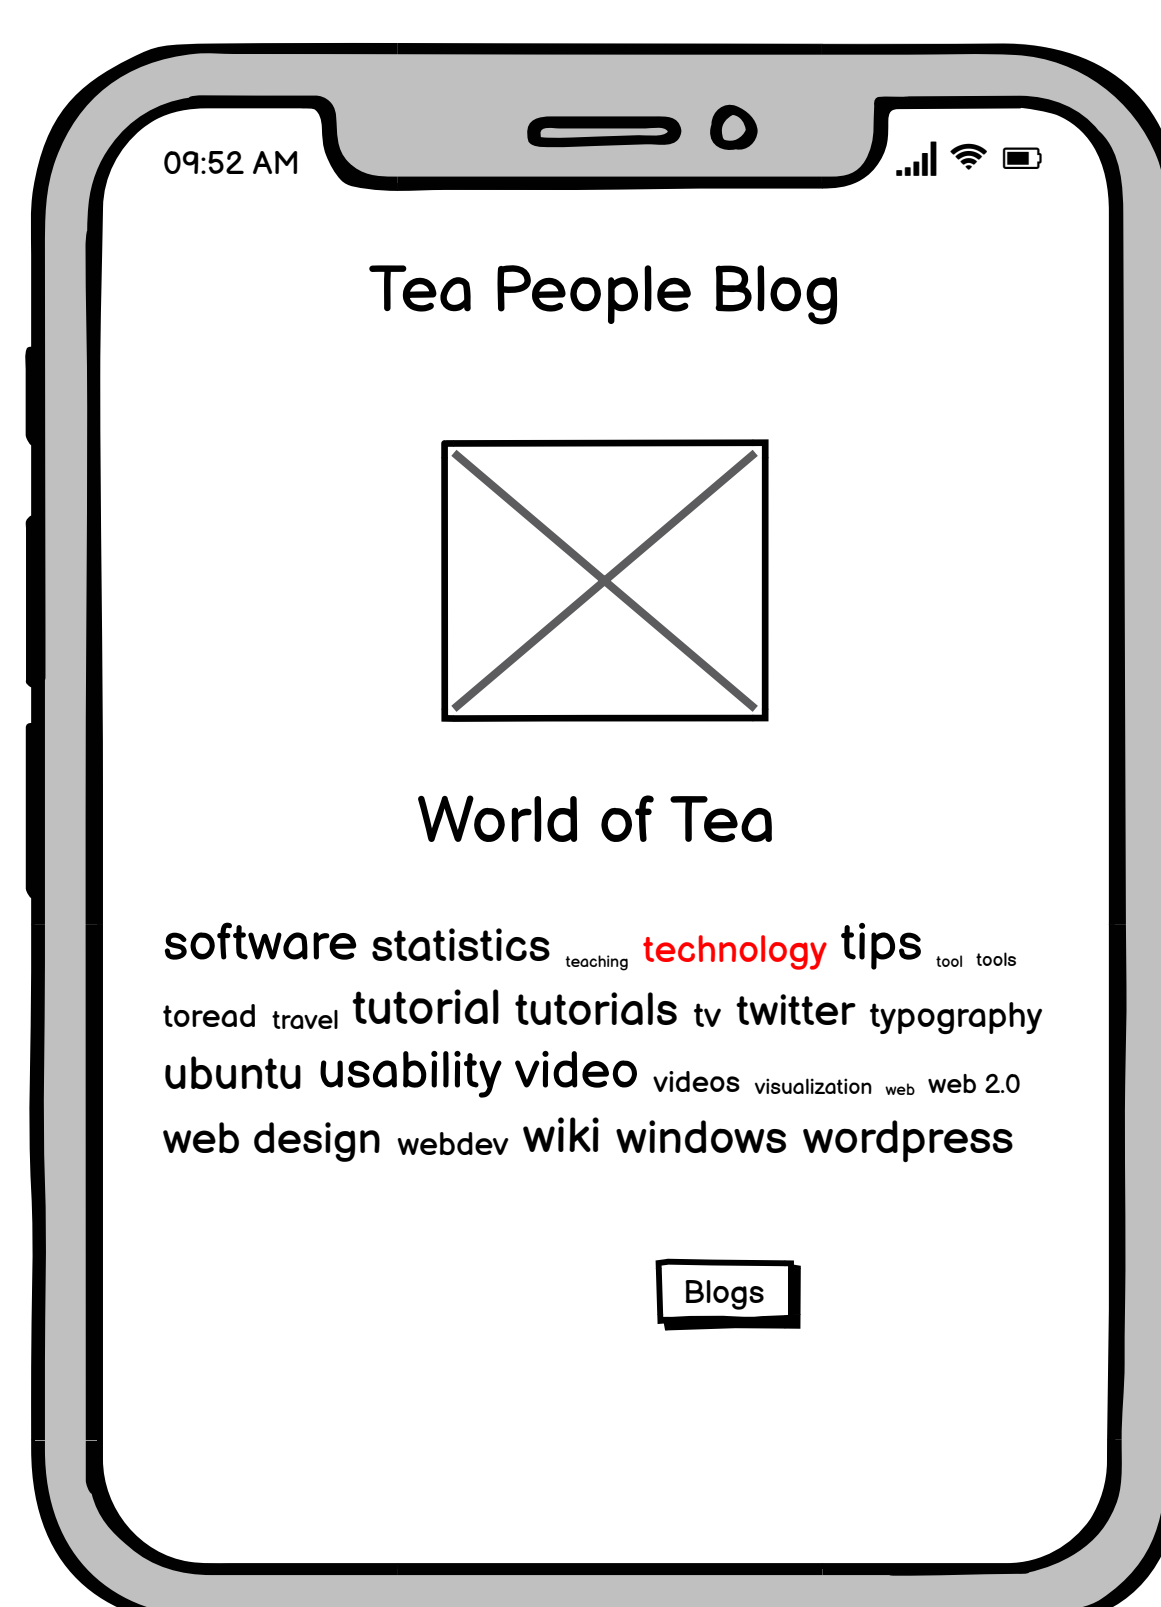 09:52 AM
Tea People Blog
World of Tea
software statistics teaching technology tips tool tools
toread travel tutorial tutorials tv twitter typography
ubuntu usability video videos visualization web web 2.0
web design webdev wiki windows wordpress
Blogs